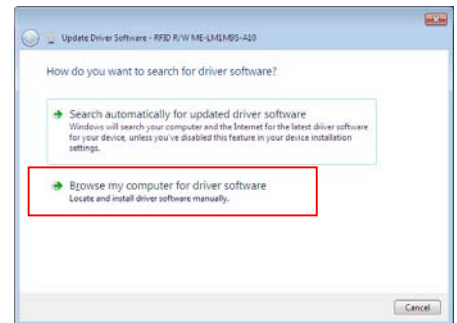 Update Driver Software - RFID R/W ME-LM1M95-A10
How do you want to search for driver software?
Search automatically for updated driver software
Windows will search your computer and the Internet for the latest driver software
for your device, unless you've disabled this feature in your device installation
settings.
Browse my computer for driver software
Locate and install driver software manually.
Cancel